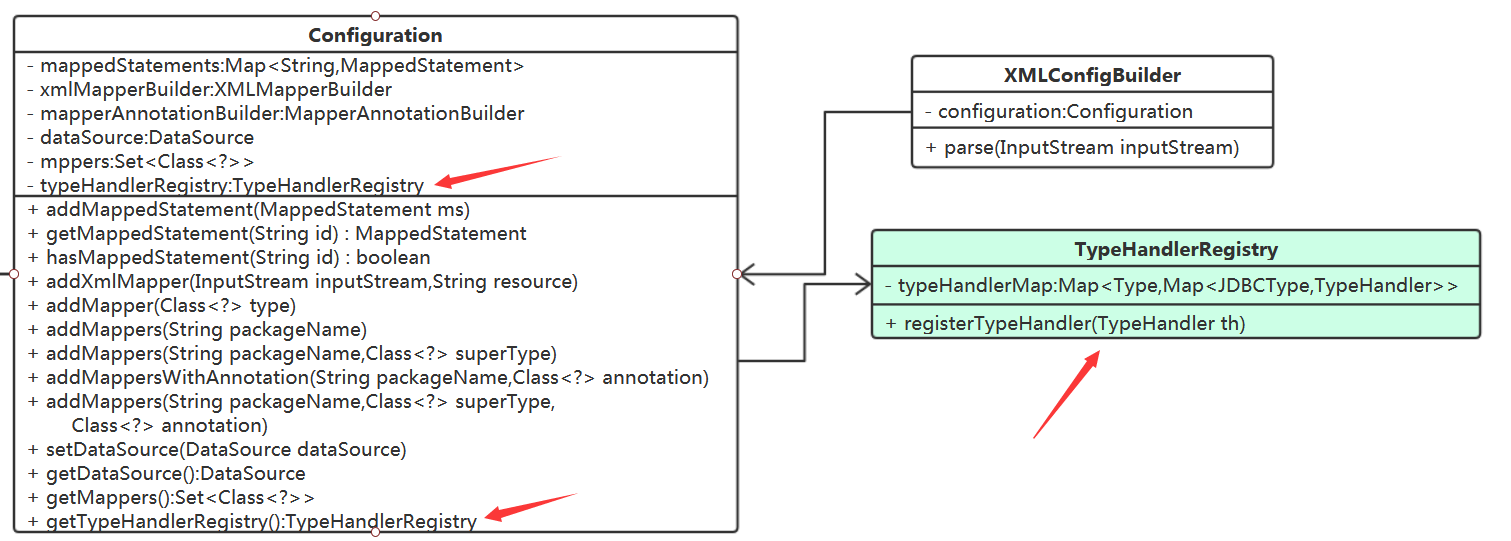 Configuration
- mappedStatements:Map<String,MappedStatement>
- xmlMapperBuilder:XMLMapperBuilder
- mapperAnnotationBuilder:MapperAnnotationBuilder
- dataSource:DataSource
- mppers:Set<Class<?>>
- typeHandlerRegistry:TypeHandlerRegistry
+ addMappedStatement(MappedStatement ms)
+ getMappedStatement(String id) : MappedStatement
+ hasMappedStatement(String id) : boolean
+ addXmlMapper(InputStream inputStream,String resource)
+ addMapper(Class<?> type)
+ addMappers(String packageName)
+ addMappers(String packageName,Class<?> superType)
+ addMappersWithAnnotation(String packageName,Class<?> annotation)
+ addMappers(String packageName,Class<?> superType,
Class<?> annotation)
+ setDataSource(DataSource dataSource)
+ getDataSource():DataSource
+ getMappers():Set<Class<?>>
+ getTypeHandlerRegistry():TypeHandlerRegistry
XMLConfigBuilder
- configuration:Configuration
+ parse(InputStream inputStream)
TypeHandlerRegistry
- typeHandlerMap:Map<Type,Map<JDBCType,TypeHandler>>
+ registerTypeHandler(TypeHandler th)